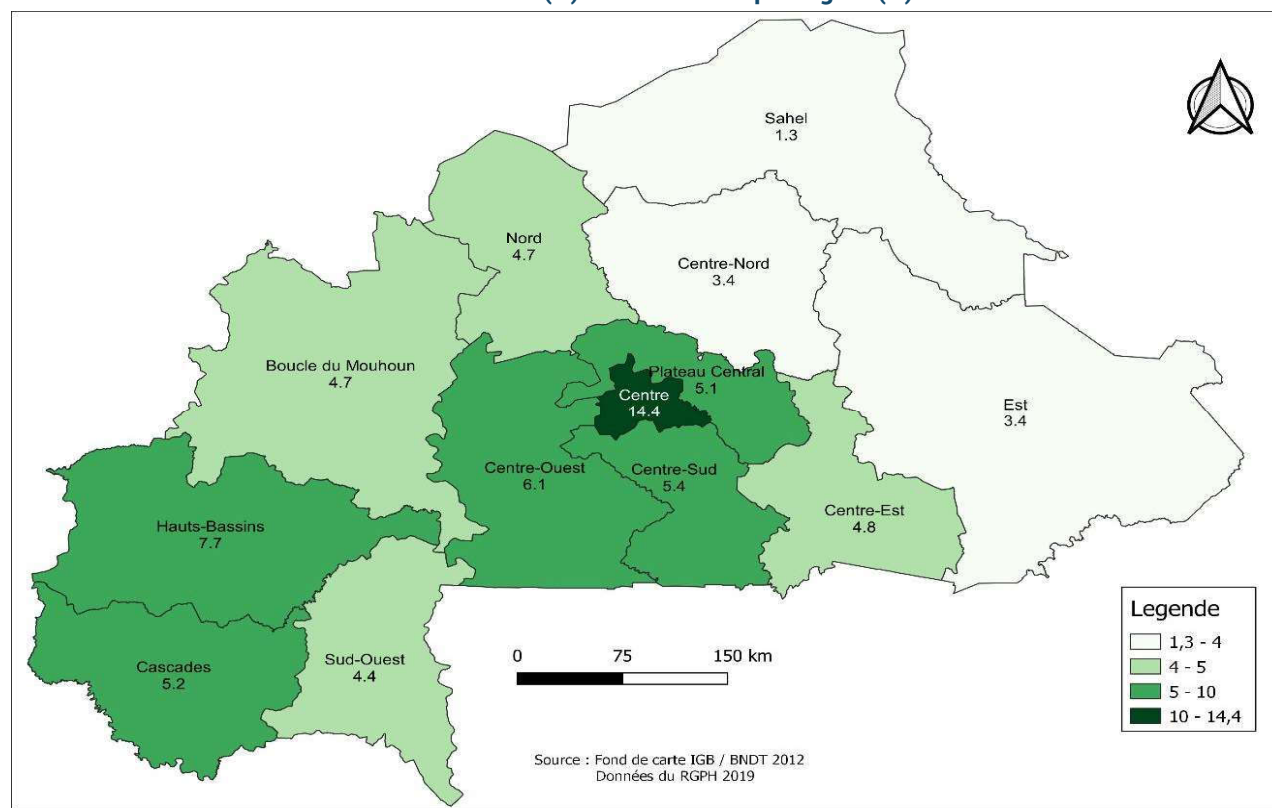 Sahel
1.3
Nord
4.7
Centre-Nord
3.4
Boucle du Mouhoun
4.7
Plateau Central
5.1
Centre
14.4
Est
3.4
Centre-Ouest
6.1
Centre-Sud
5.4
Centre-Est
4.8
Hauts-Bassins
7.7
Cascades
5.2
Sud-Ouest
4.4
0 75 150 km
Legende
1,3 - 4
4 - 5
5 - 10
10 - 14,4
Source : Fond de carte IGB / BNDT 2012
Données du RGPH 2019